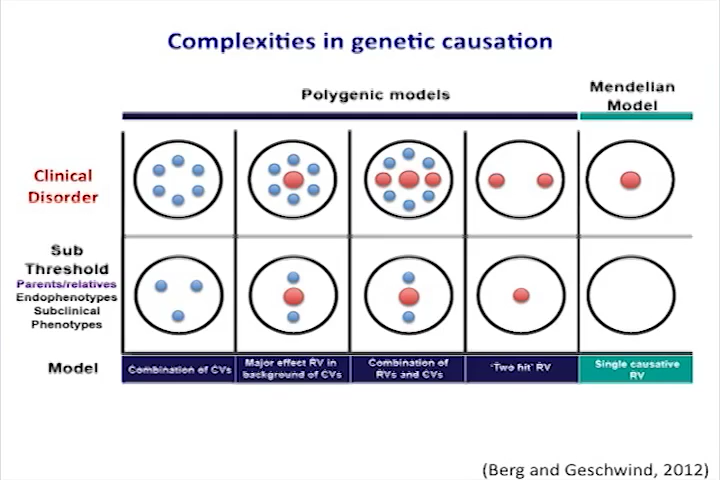 Complexities in genetic causation
Polygenic models
Mendelian
Model
Clinical
Disorder
Sub
Threshold
Parents/relatives
Endophenotypes
Subclinical
Phenotypes
Model
Combination of CVs
Major effect RV in
background of CVs
Combination of
RVs and CVs
'Two hit' RV
Single causative
RV
(Berg and Geschwind, 2012)